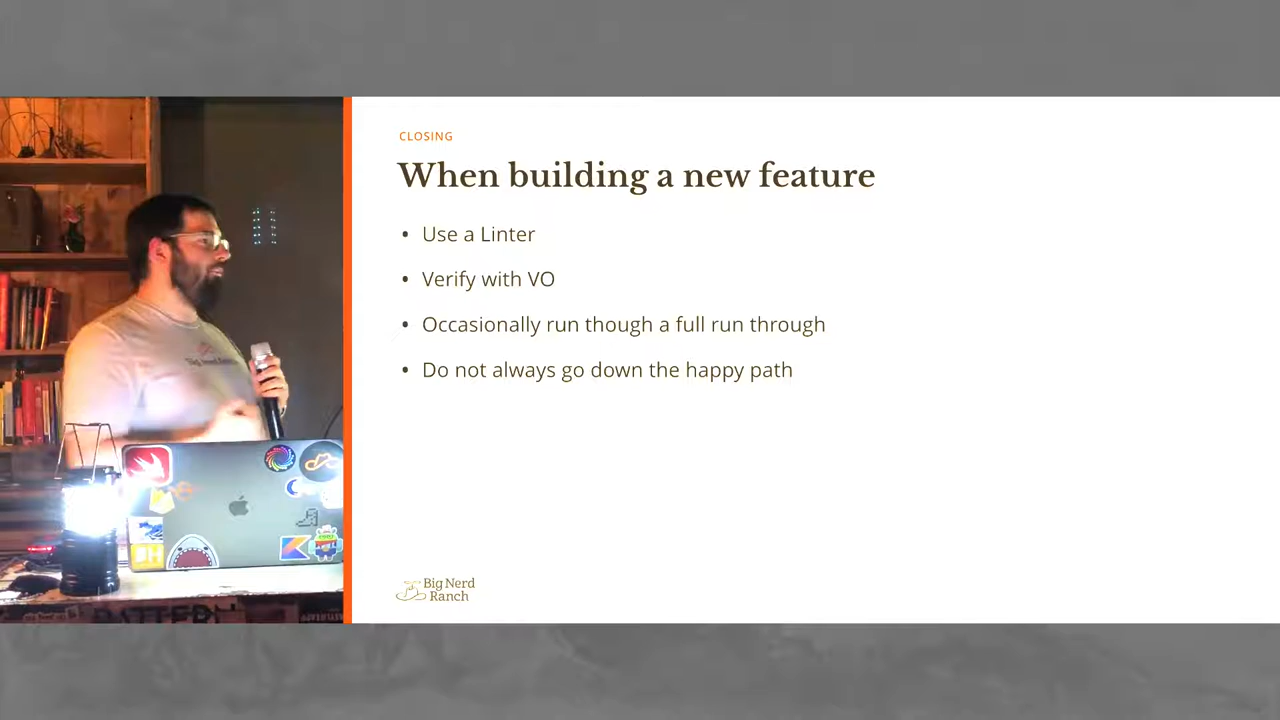 CLOSING
When building a new feature
• Use a Linter
• Verify with VO
• Occasionally run though a full run through
• Do not always go down the happy path
Big Nerd
Ranch